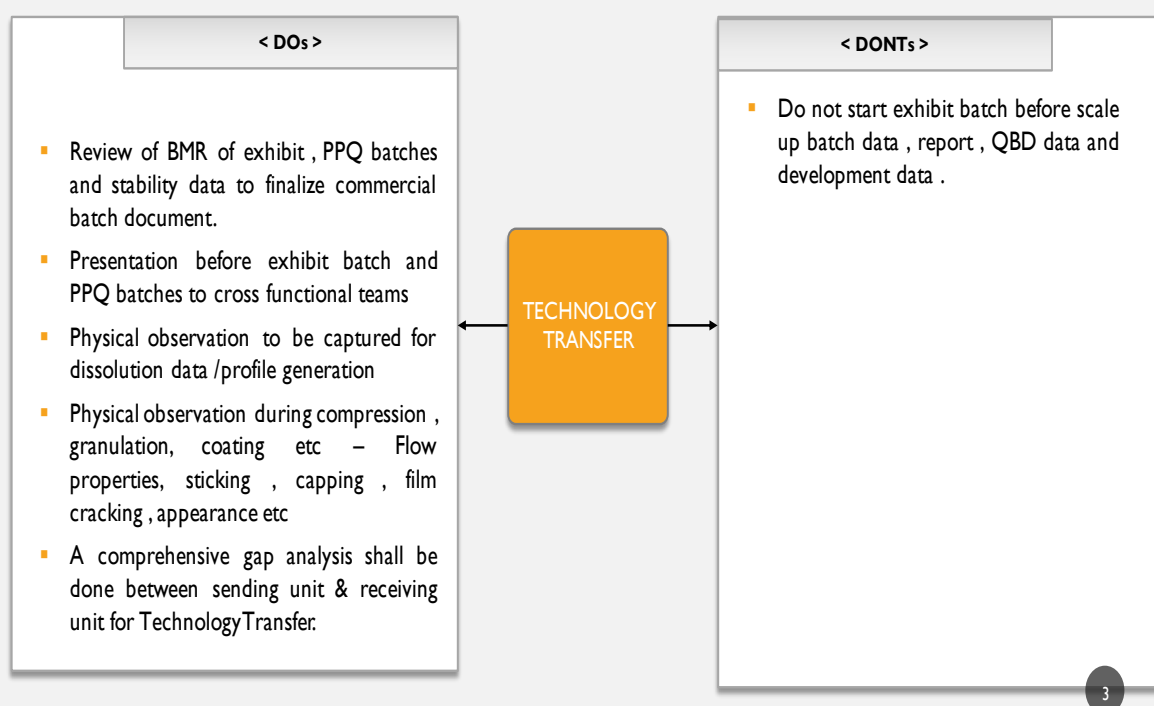 < DOs >
Review of BMR of exhibit , PPQ batches
and stability data to finalize commercial
batch document.
Presentation before exhibit batch and
PPQ batches to cross functional teams
Physical observation to be captured for
dissolution data /profile generation
Physical observation during compression ,
granulation, coating etc – Flow
properties, sticking , capping , film
cracking , appearance etc
A comprehensive gap analysis shall be
done between sending unit & receiving
unit for Technology Transfer.
TECHNOLOGY
TRANSFER
< DONTs >
Do not start exhibit batch before scale
up batch data , report , QBD data and
development data .
3